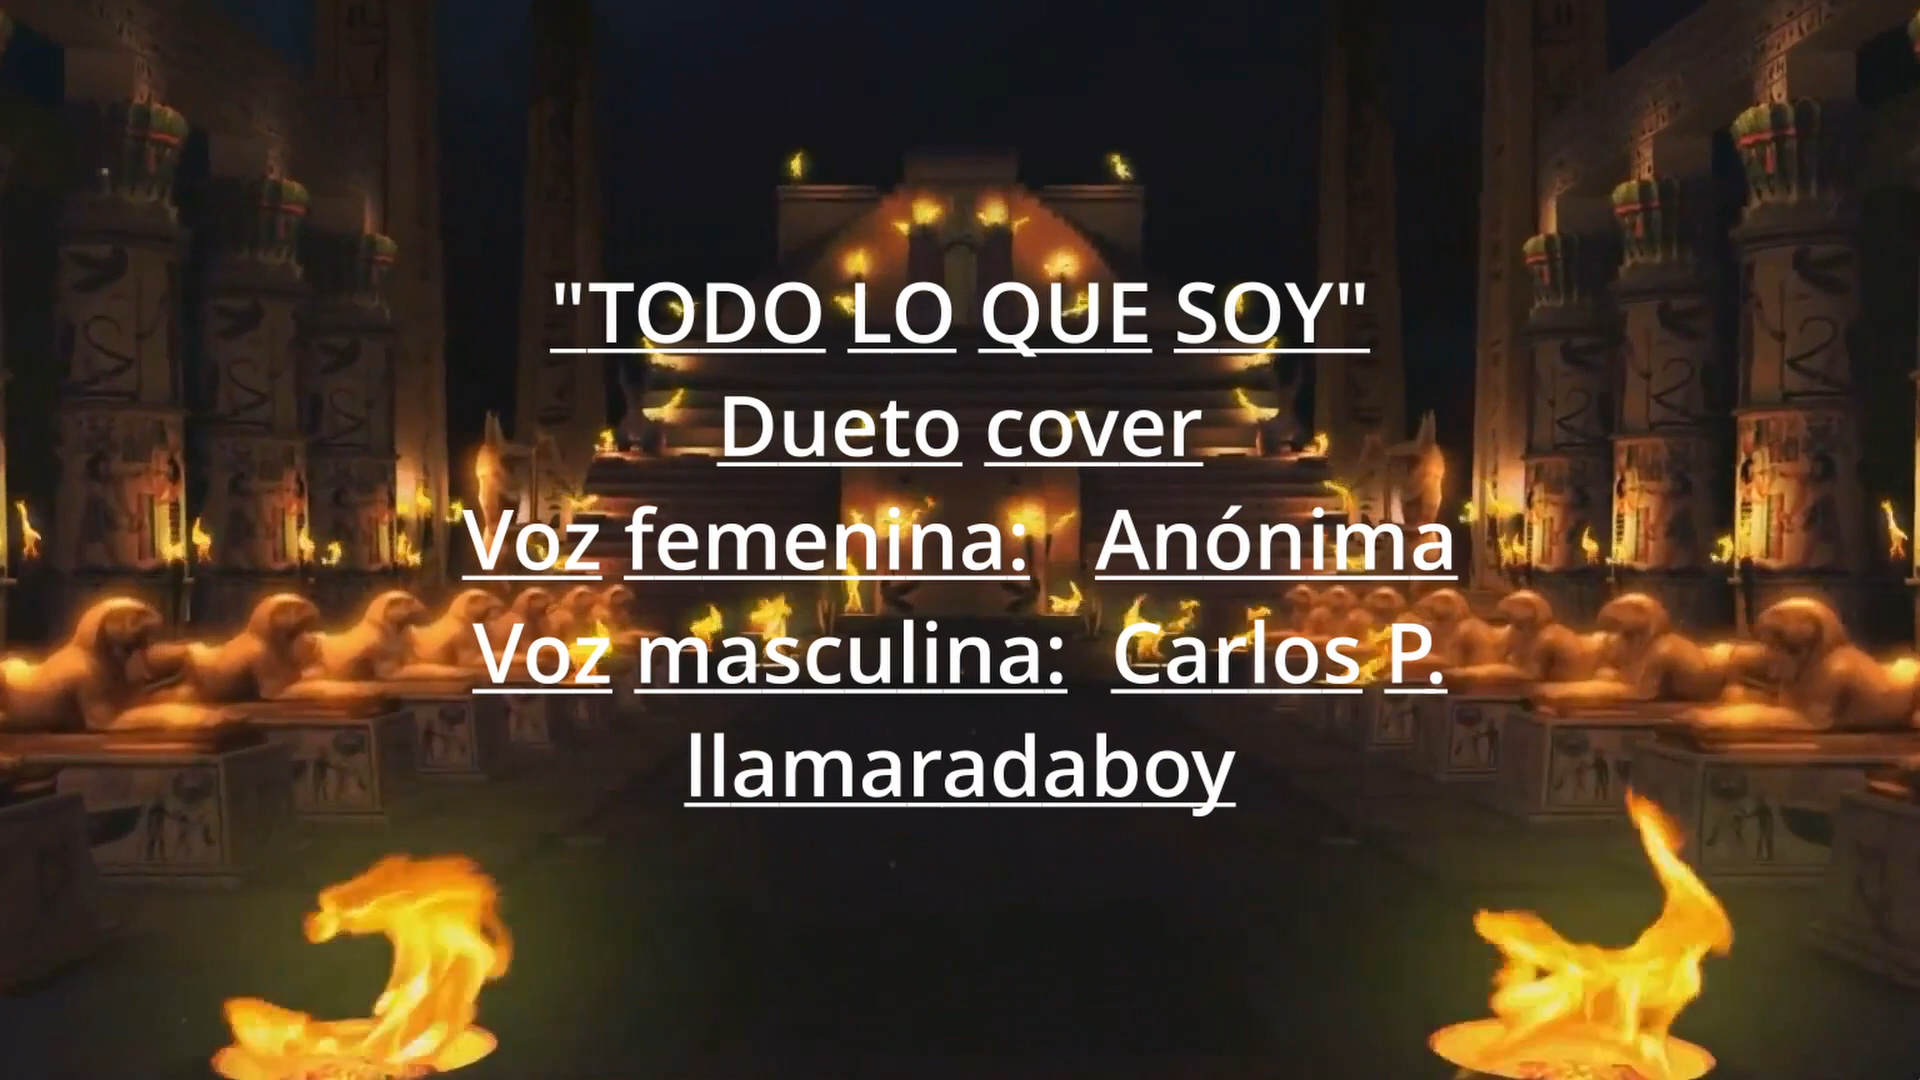 "TODO LO QUE SOY"
Dueto cover
Voz femenina: Anónima
Voz masculina: Carlos P.
llamaradaboy